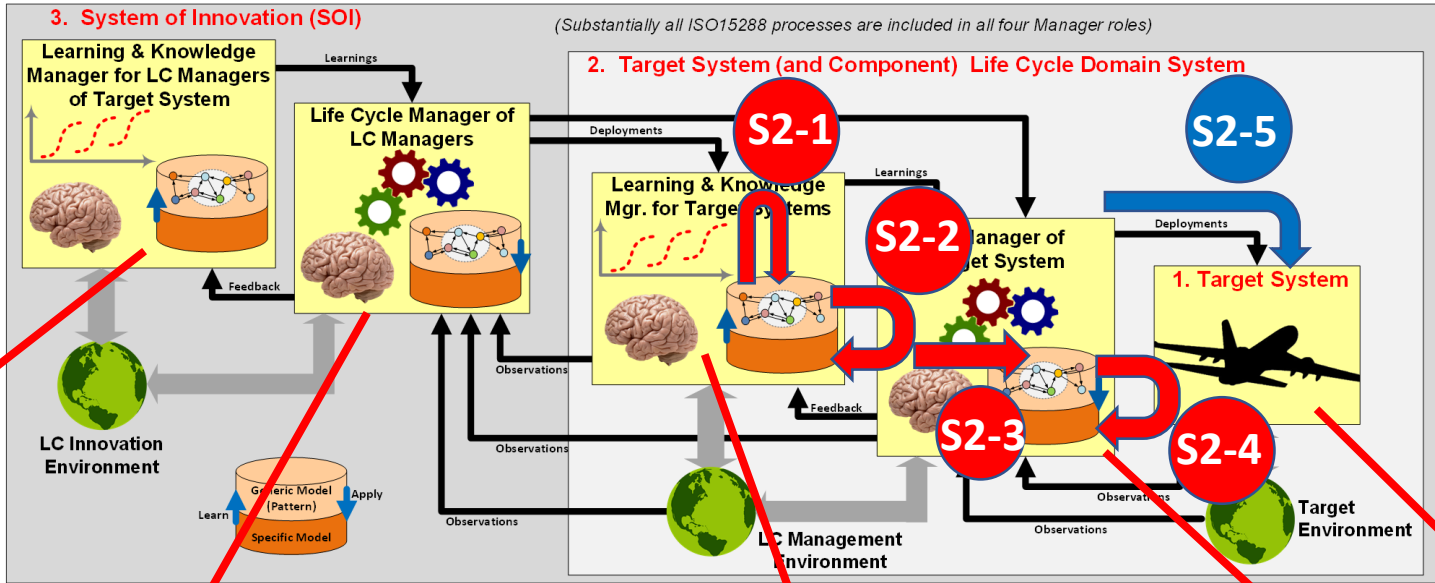 3. System of Innovation (SOI)
(Substantially all ISO15288 processes are included in all four Manager roles)
Learning & Knowledge
Manager for LC Managers
of Target System
Learnings
2. Target System (and Component) Life Cycle Domain System
Life Cycle Manager of
LC Managers
Deployments
S2-1
S2-5
Learning & Knowledge
Mgr. for Target Systems
Learnings
S2-2
Manager of
System
Deployments
1. Target System
Feedback
Observations
Feedback
S2-3
S2-4
LC Innovation
Environment
Observations
Generic Model
(Pattern)
Learn
Apply
Specific Model
Observations
LC Management
Environment
Observations
Observations
Target
Environment